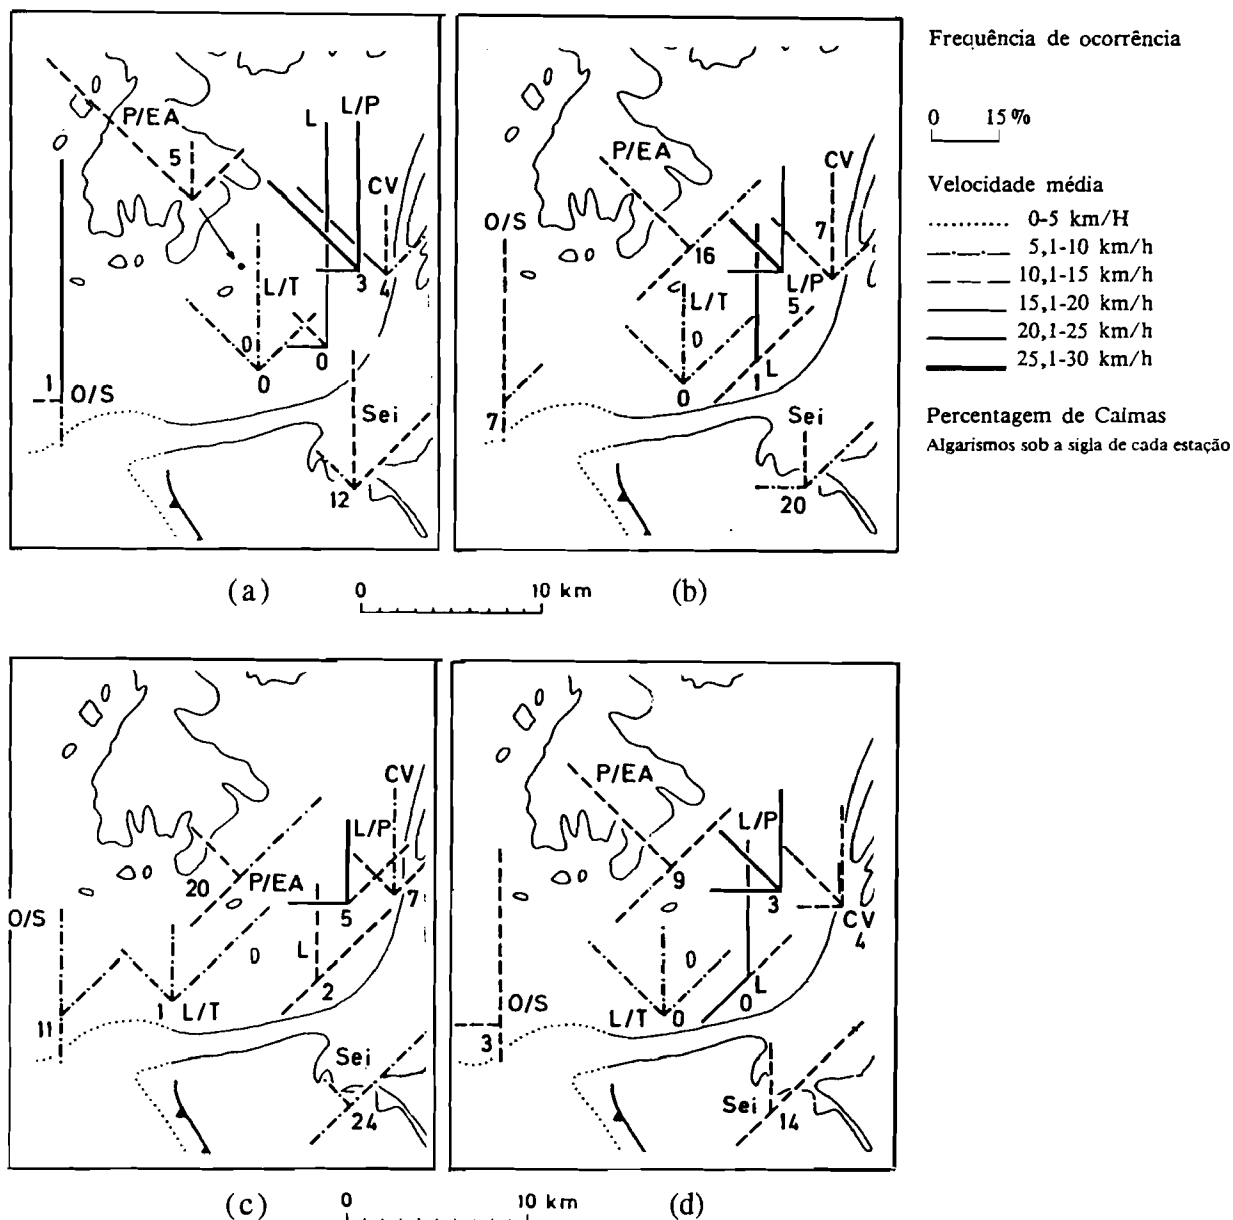 Frequência de ocorrência
0 15%
Velocidade média
0-5 km/H
5,1-10 km/h
10,1-15 km/h
15,1-20 km/h
20,1-25 km/h
25,1-30 km/h
Percentagem de Calmas
Algarismos sob a sigla de cada estação
L/P
L
P/EA
5
CV
3
4
L/T
0
0
1
O/S
Sei
12
(a)
P/EA
CV
O/S
7
16
L/P
5
L/T
L
1
0
7
Sei
20
(b)
0 10 km
CV
L/P
20
P/EA
5
7
O/S
L
2
11
1
L/T
Sei
24
(c)
P/EA
L/P
9
3
CV
4
L
0
O/S
L/T
0
3
Sei
14
(d)
0 10 km